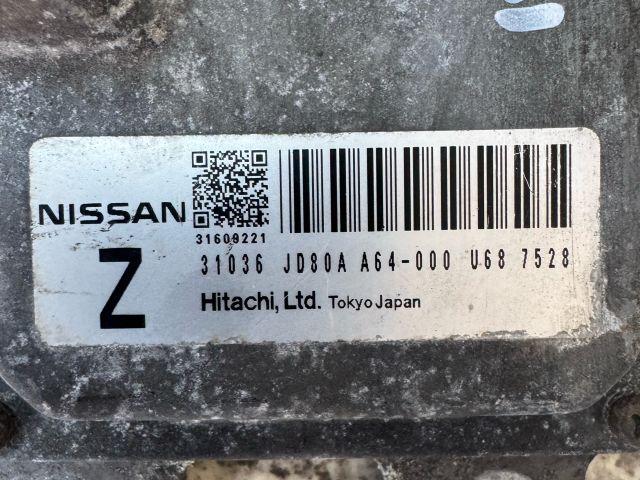 NISSAN
31609221
Z
31036 JD80A A64-000 U68 7528
Hitachi, Ltd. Tokyo Japan